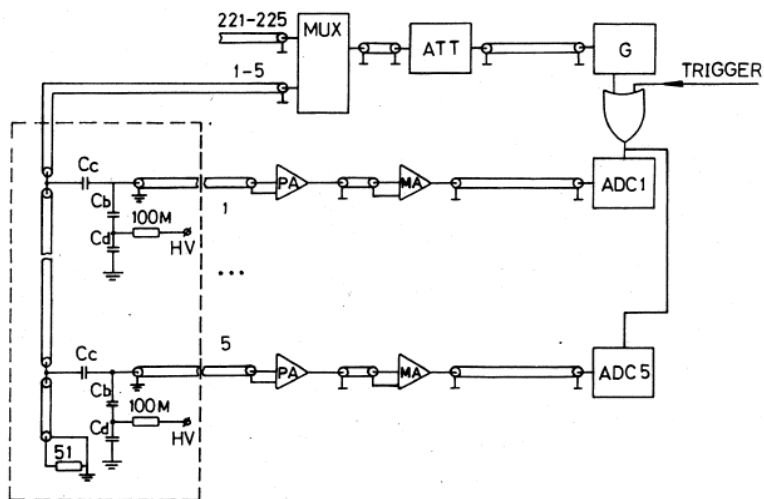 221-225
MUX
ATT
G
1-5
TRIGGER
Cc
Cb
100M
Cd
HV
1
PA
MA
ADC1
...
Cc
5
Cb
100M
Cd
HV
PA
MA
ADC5
51